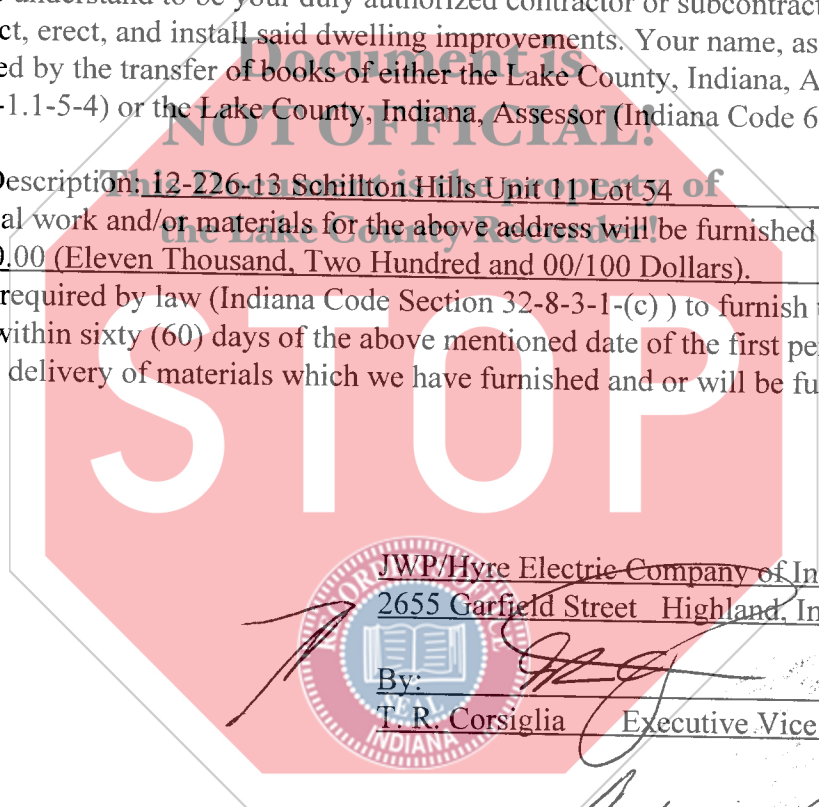 understand to be your duly authorized contractor or subcontract
ct, erect, and install said dwelling improvements. Your name, as
ed by the transfer of books of either the Lake County, Indiana, A
-1.1-5-4) or the Lake County, Indiana, Assessor (Indiana Code 6
Document is
NOT OFFICIAL!
This Document is the property of
the Lake County Recorder!
Description: 12-226-13 Schillton Hills Unit 11 Lot 54
al work and/or materials for the above address will be furnished
0.00 (Eleven Thousand, Two Hundred and 00/100 Dollars).
required by law (Indiana Code Section 32-8-3-1-(c) ) to furnish
within sixty (60) days of the above mentioned date of the first pe
delivery of materials which we have furnished and or will be fu
STOP
JWP/Hyre Electric Company of In
2655 Garfield Street Highland, In
By:
T. R. Corsiglia Executive Vice
RECORDER
SEAL
INDIANA